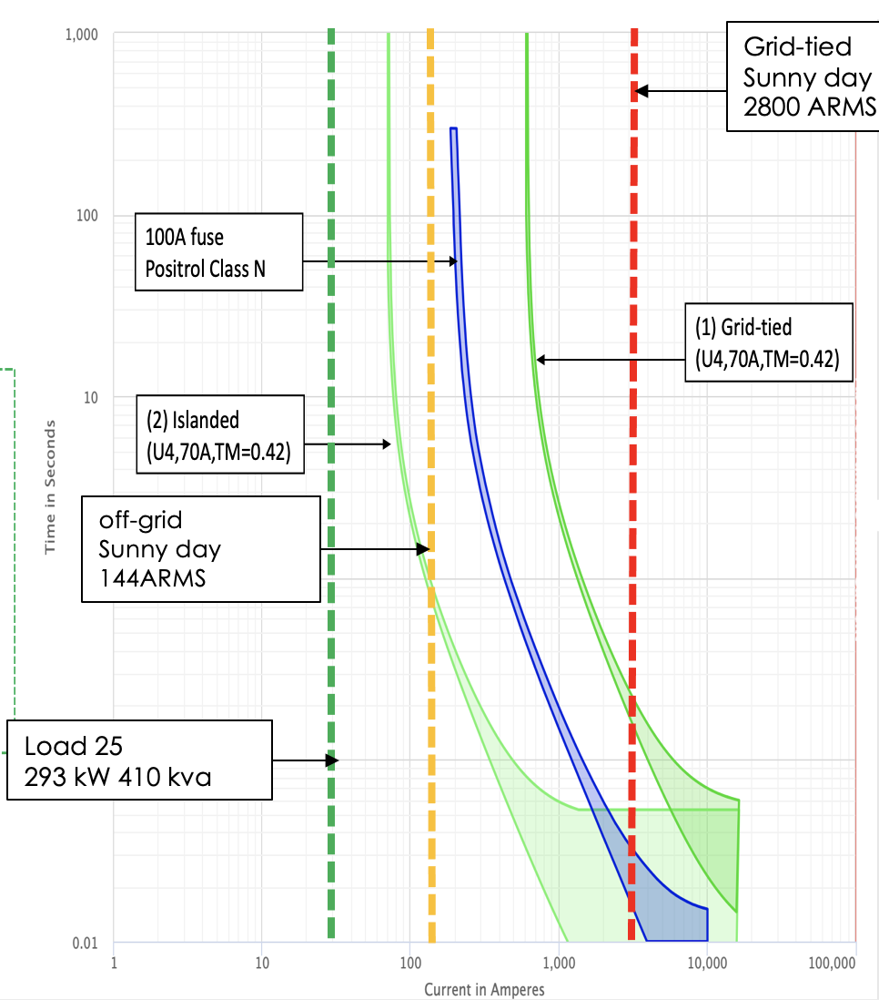 1,000
Grid-tied
Sunny day
2800 ARMS
100
100A fuse
Positrol Class N
(1) Grid-tied
(U4,70A,TM=0.42)
10
(2) Islanded
(U4,70A,TM=0.42)
Time in Seconds
off-grid
Sunny day
144ARMS
Load 25
293 kW 410 kva
0.01
1
10
100
1,000
10,000
100,000
Current in Amperes